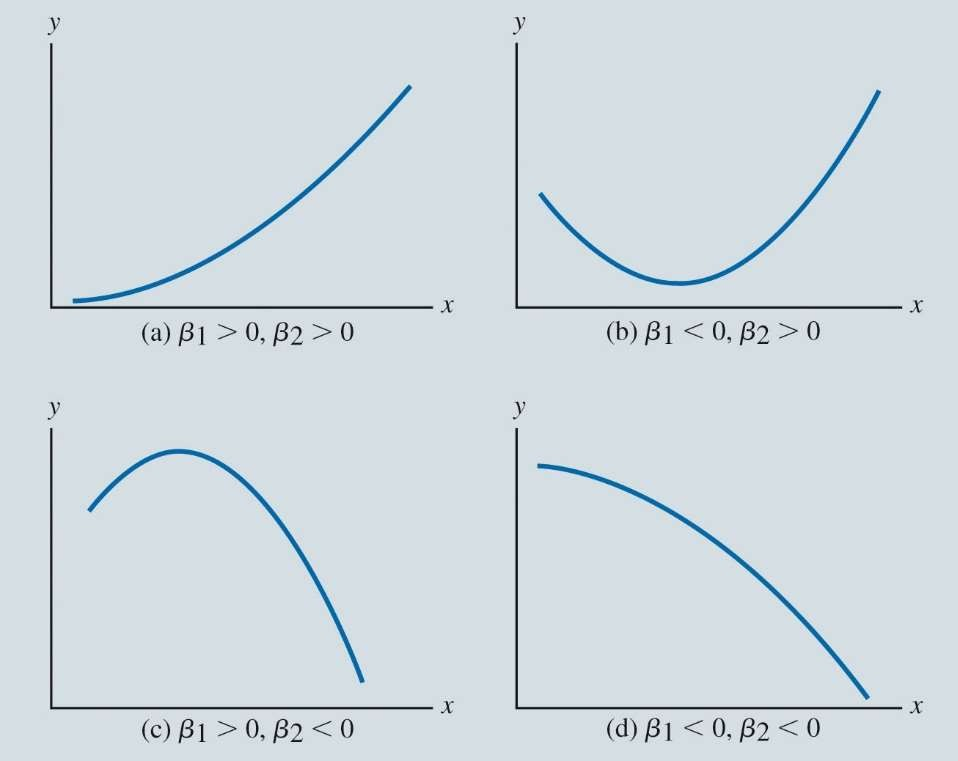 y
y
x
x
(a) β1 > 0, β2 > 0
(b) β1 < 0, β2 > 0
y
y
x
x
(c) β1 > 0, β2 < 0
(d) β1 < 0, β2 < 0